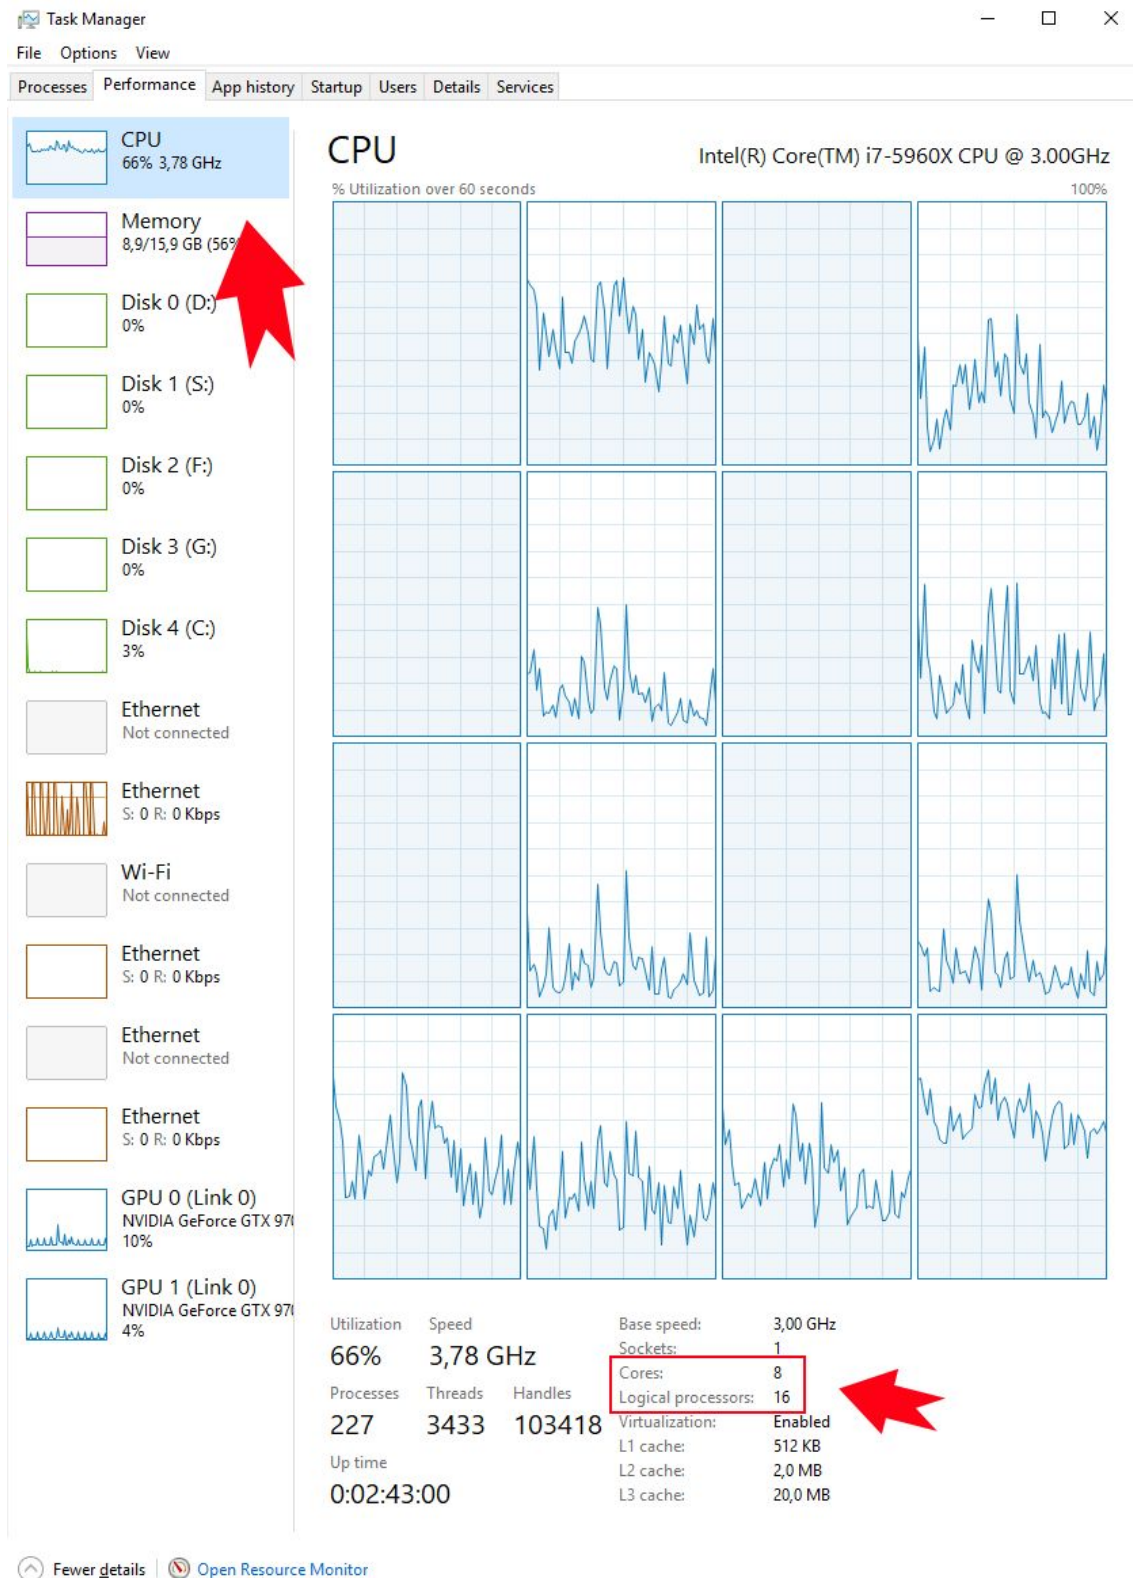 Task Manager
File Options View
Processes Performance App history Startup Users Details Services
CPU
66% 3,78 GHz
Memory
8,9/15,9 GB (56%
Disk 0 (D:)
0%
Disk 1 (S:)
0%
Disk 2 (F:)
0%
Disk 3 (G:)
0%
Disk 4 (C:)
3%
Ethernet
Not connected
Ethernet
S: 0 R: 0 Kbps
Wi-Fi
Not connected
Ethernet
S: 0 R: 0 Kbps
Ethernet
Not connected
Ethernet
S: 0 R: 0 Kbps
GPU 0 (Link 0)
NVIDIA GeForce GTX 970
10%
GPU 1 (Link 0)
NVIDIA GeForce GTX 970
4%
CPU Intel(R) Core(TM) i7-5960X CPU @ 3.00GHz
% Utilization over 60 seconds 100%
Utilization Speed
66% 3,78 GHz
Processes Threads Handles
227 3433 103418
Up time
0:02:43:00
Base speed: 3,00 GHz
Sockets: 1
Cores: 8
Logical processors: 16
Virtualization: Enabled
L1 cache: 512 KB
L2 cache: 2,0 MB
L3 cache: 20,0 MB
Fewer details Open Resource Monitor